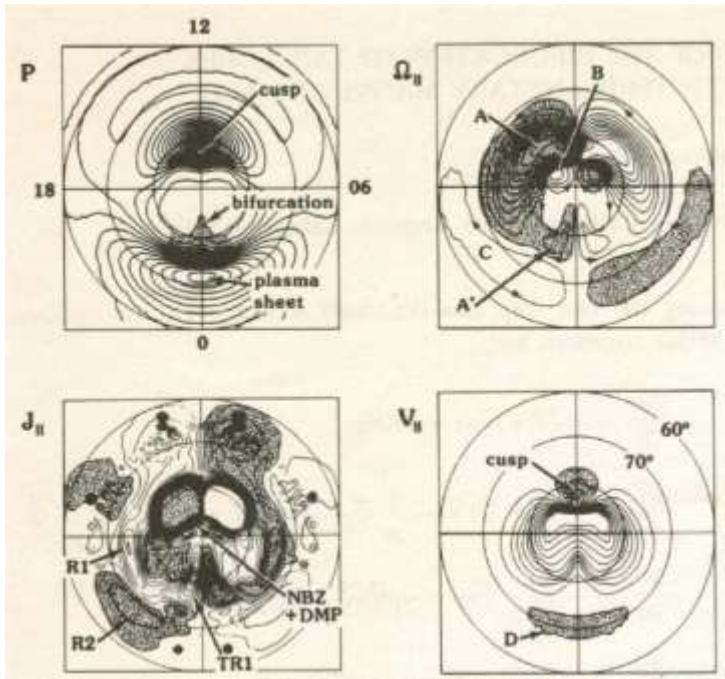 12
P
cusp
18
06
bifurcation
plasma
sheet
0
Ω||
B
A
C
A'
J||
R1
R2
NBZ
+DMP
TR1
V||
60°
70°
cusp
D